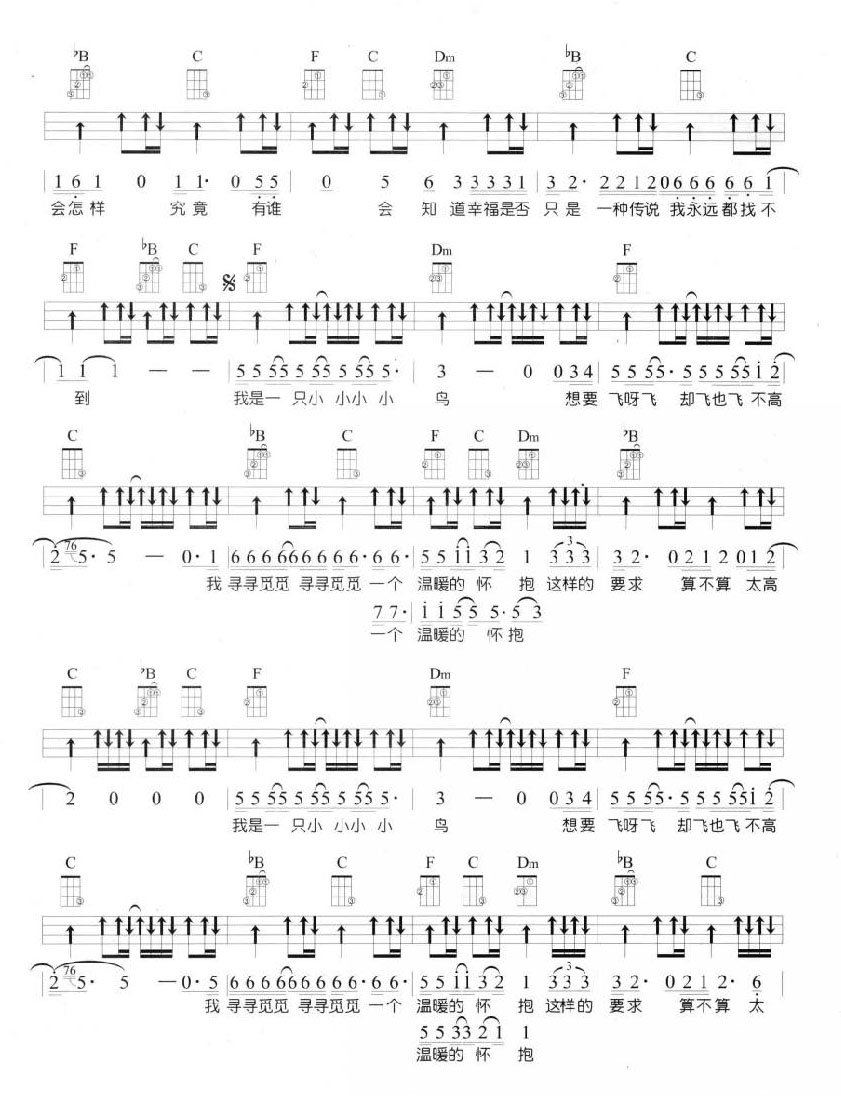 ♭B C F C Dm ♭B C
1 6 1 0 1 1· 0 5 5 | 0 5 6 3 3 3 3 3 1 | 3 2· 2 2 1 2 0 6 6 6 6 6 i
会怎样 究竟 有谁 会 知 道幸福是否 只是 一种传说 我永远都找不
F ♭B C F Dm F
1 1 1 — — | 5 5 5 5 5 5 5 5 5 5 5· | 3 — 0 0 3 4 | 5 5 5 5· 5 5 5 5 i 2
到 我是一 只小 小小 小 鸟 想要 飞呀飞 却飞也飞 不高
C ♭B C F C Dm ♭B
2 76 5· 5 — 0· 1 | 6 6 6 6 6 6 6 6 6· 6 6· | 5 5 i i 3 2 1 3 3 3 3 | 3 2· 0 2 1 2 0 1 2
我 寻寻觅觅 寻寻觅觅 一个 温暖的 怀 抱 这样的 要求 算不算 太高
7 7· | i i 5 5 5· 5 3
一个 温暖的 怀抱
C ♭B C F Dm F
2 0 0 0 | 5 5 5 5 5 5 5 5 5 5 5· | 3 — 0 0 3 4 | 5 5 5 5· 5 5 5 5 5 i 2
我是一 只小 小小 小 鸟 想要 飞呀飞 却飞也飞 不高
C ♭B C F C Dm ♭B C
2 76 5· 5 — 0· 5 | 6 6 6 6 6 6 6 6 6 6· 6 6· | 5 5 i i 3 2 1 3 3 3 3 | 3 2· 0 2 1 2· 6
我 寻寻觅觅 寻寻觅觅 一个 温暖的 怀 抱 这样的 要求 算不算 太
5 5 3 3 2 1 1
温暖的 怀 抱